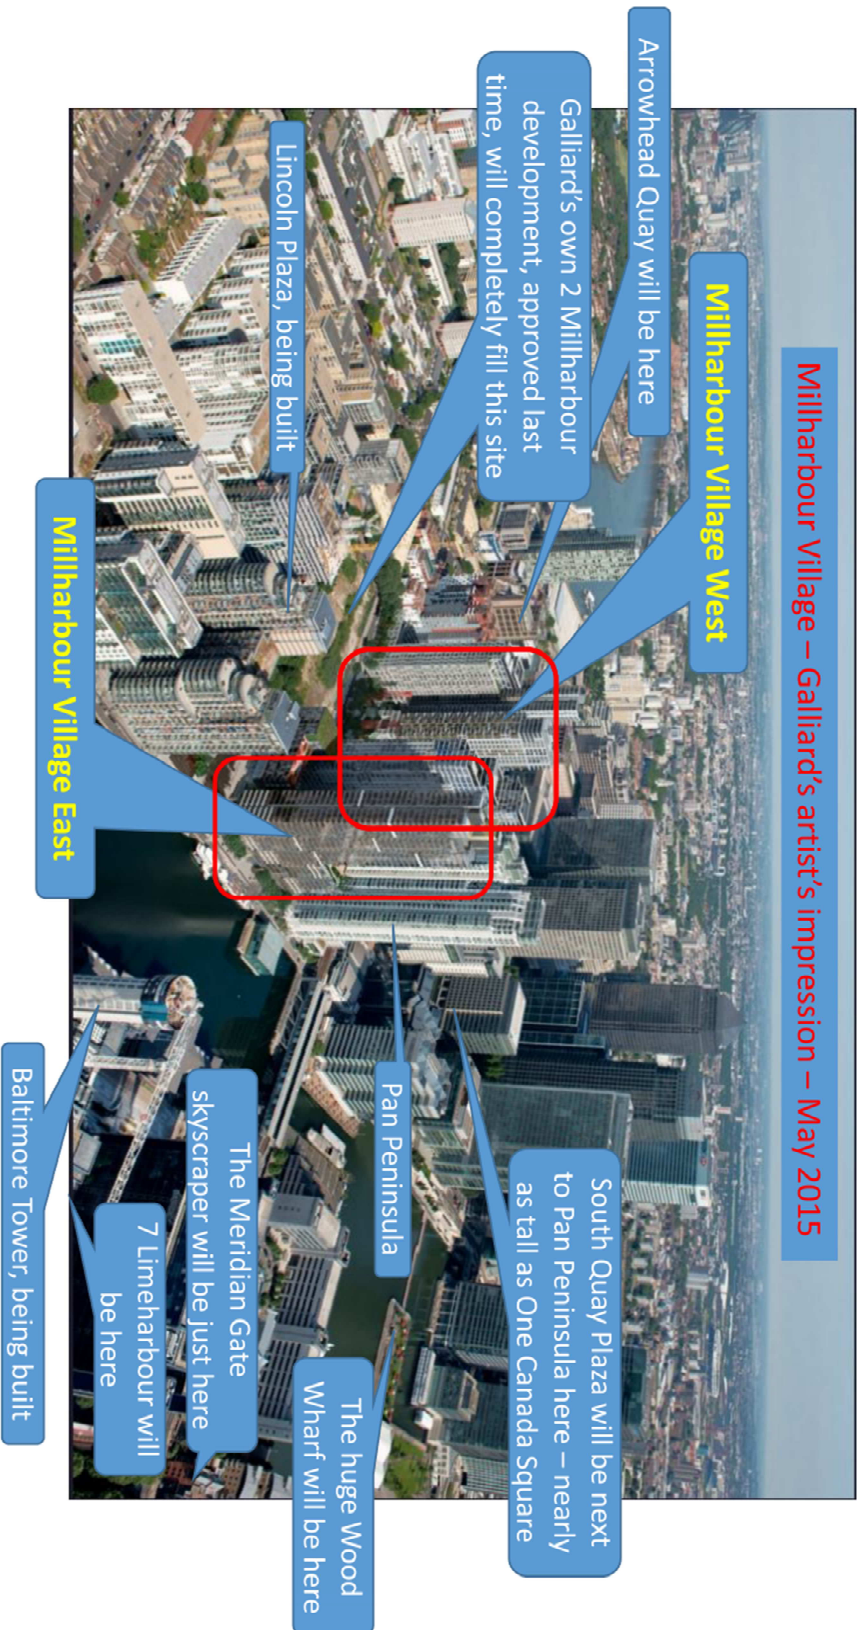 Millharbour Village – Galliard's artist's impression – May 2015
Arrowhead Quay will be here
Millharbour Village West
Galliard's own 2 Millharbour
development, approved last
time, will completely fill this site
Lincoln Plaza, being built
Millharbour Village East
South Quay Plaza will be next
to Pan Peninsula here – nearly
as tall as One Canada Square
Pan Peninsula
The huge Wood
Wharf will be here
The Meridian Gate
skyscraper will be just here
7 Limeharbour will
be here
Baltimore Tower, being built